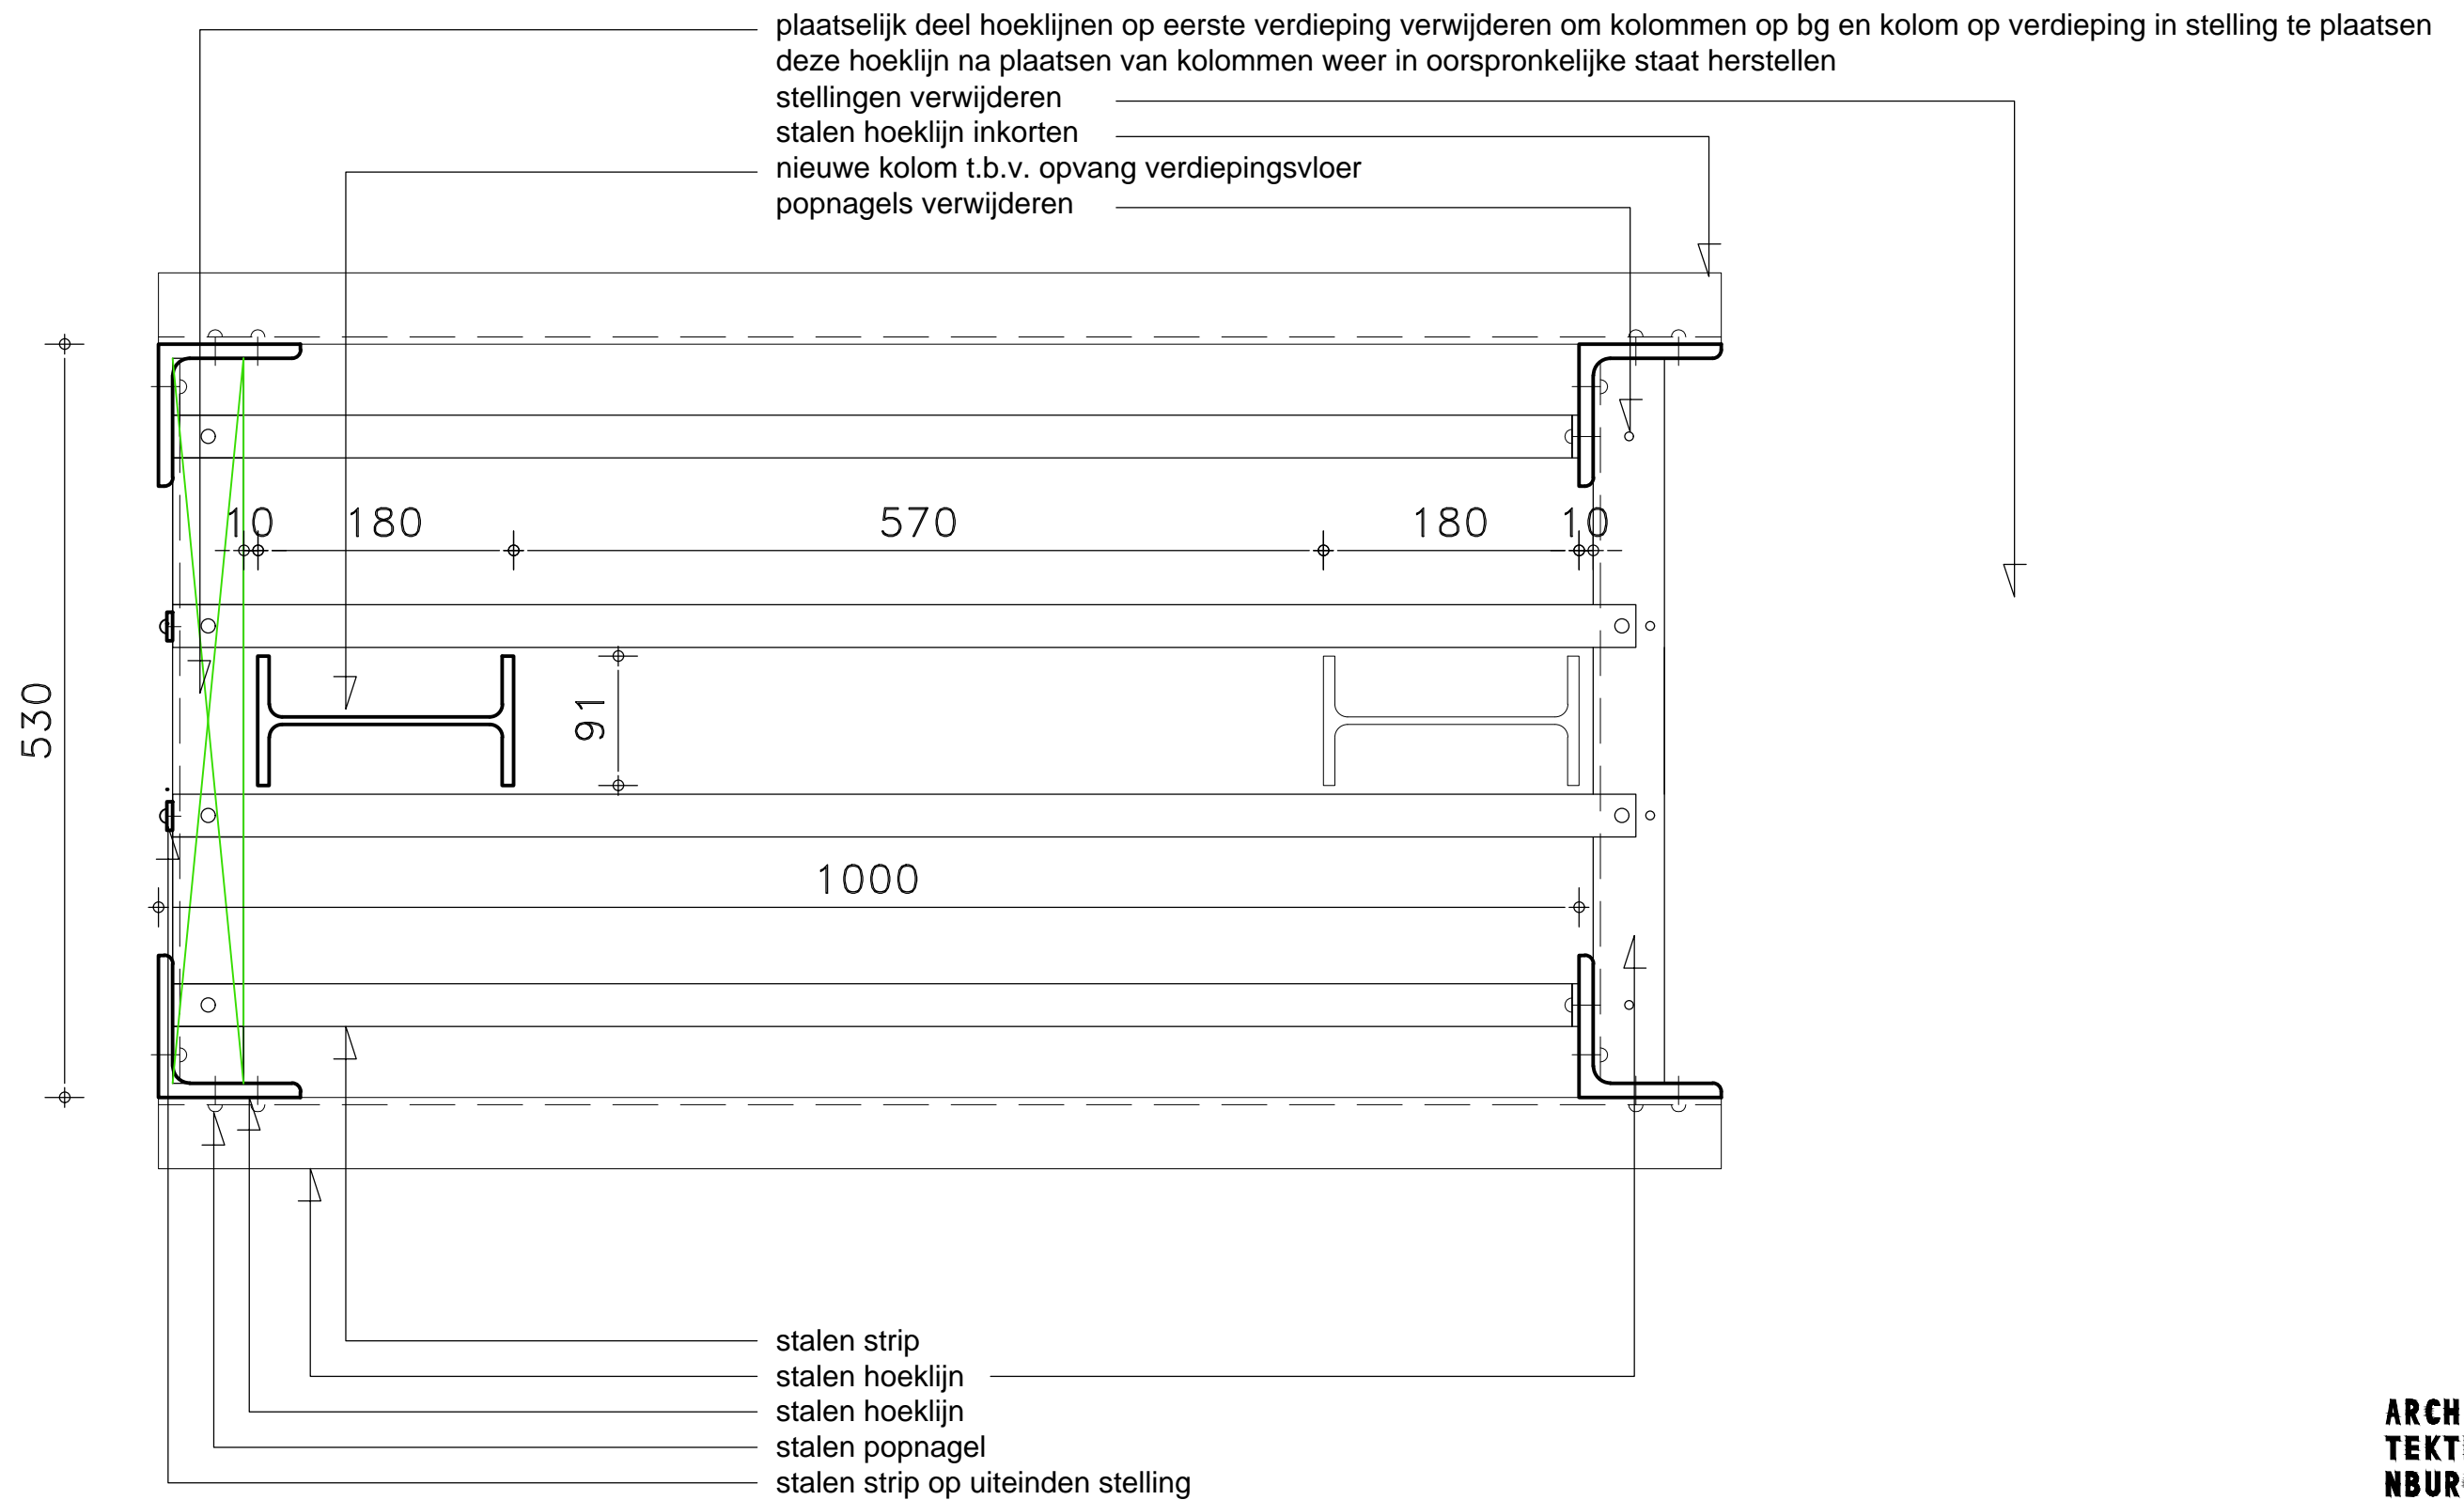 plaatselijk deel hoeklijnen op eerste verdieping verwijderen om kolommen op bg en kolom op verdieping in stelling te plaatsen
deze hoeklijn na plaatsen van kolommen weer in oorspronkelijke staat herstellen
stellingen verwijderen
stalen hoeklijn inkorten
nieuwe kolom t.b.v. opvang verdiepingsvloer
popnagels verwijderen
10 180 570 180 10
530
91
1000
stalen strip
stalen hoeklijn
stalen hoeklijn
stalen popnagel
stalen strip op uiteinden stelling
ARCH
TEKT
NBUR